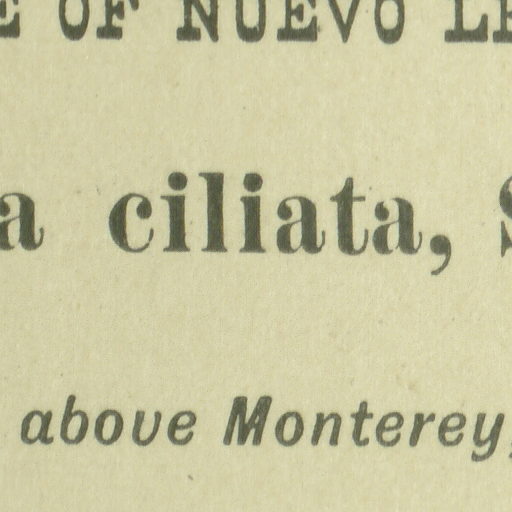 OF NUEVO
a ciliata, S
above Monterey,